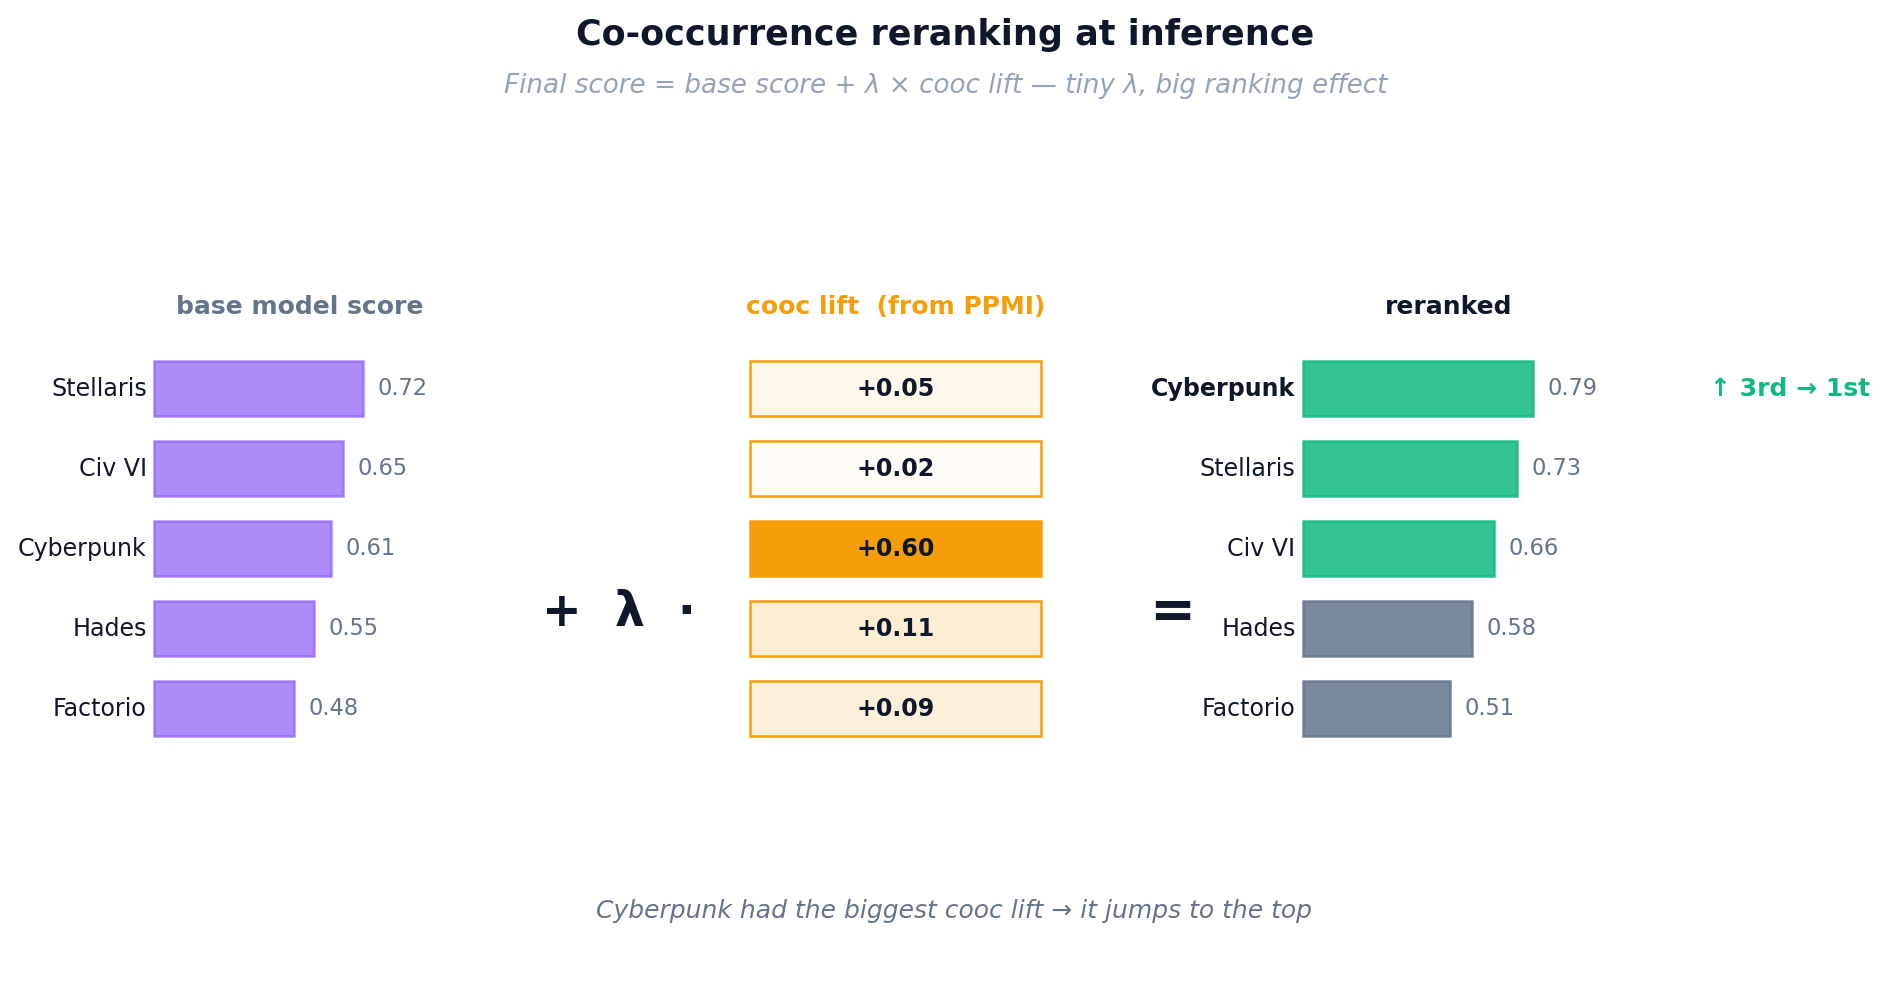 Co-occurrence reranking at inference
Final score = base score + λ × cooc lift — tiny λ, big ranking effect
base model score
Stellaris 0.72
Civ VI 0.65
Cyberpunk 0.61
Hades 0.55
Factorio 0.48
+ λ ·
cooc lift (from PPMI)
+0.05
+0.02
+0.60
+0.11
+0.09
=
reranked
Cyberpunk 0.79 ↑ 3rd → 1st
Stellaris 0.73
Civ VI 0.66
Hades 0.58
Factorio 0.51
Cyberpunk had the biggest cooc lift → it jumps to the top